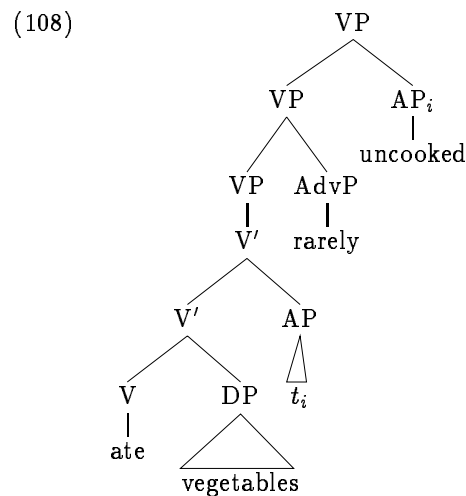 (108) VP
VP AP_i
uncooked
VP AdvP
V′ rarely
V′ AP
V DP t_i
ate
vegetables